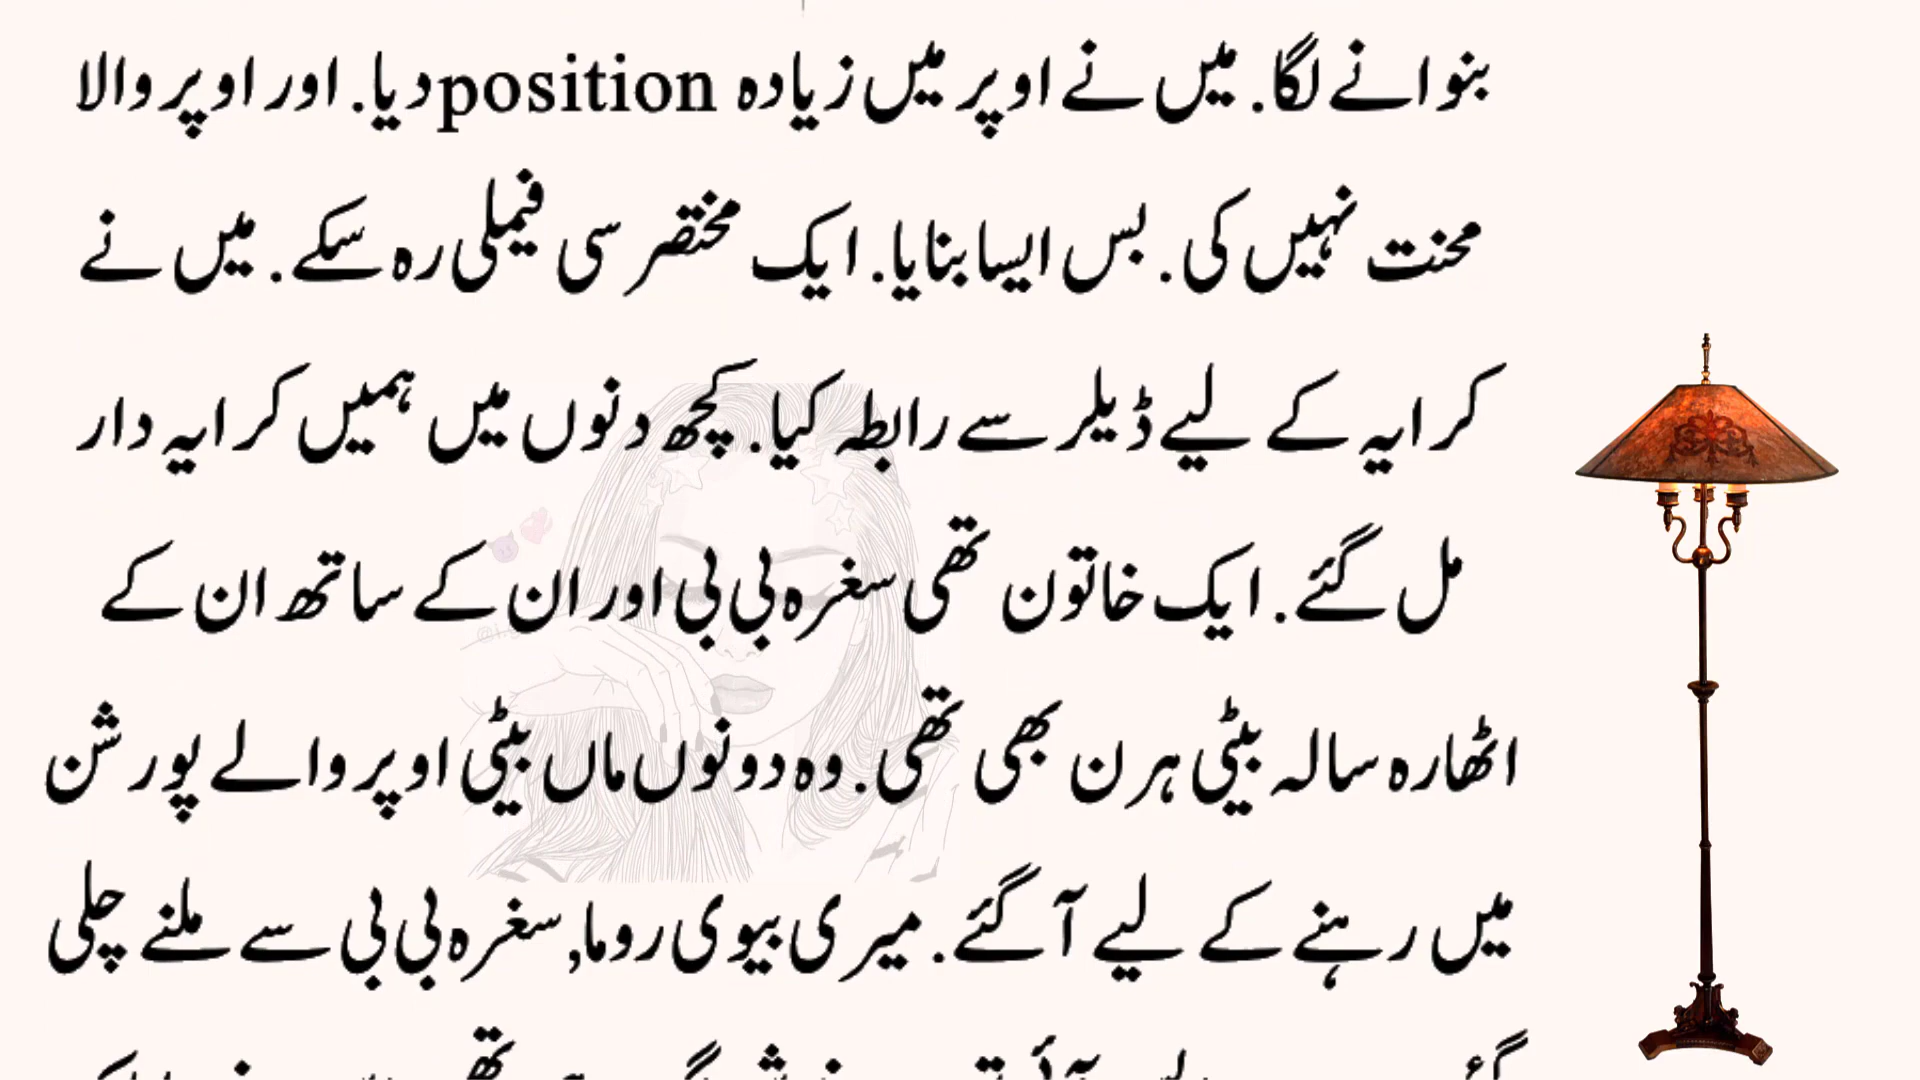 بنوانے لگا. میں نے اوپر میں زیادہ position دیا. اور اوپر والا
محنت نہیں کی. بس ایسا بنایا. ایک مختصر سی فیملی رہ سکے. میں نے
کرایہ کے لیے ڈیلر سے رابطہ کیا. کچھ دنوں میں ہمیں کرایہ دار
مل گئے. ایک خاتون تھی سغرہ بی بی اور ان کے ساتھ ان کے
اٹھارہ سالہ بیٹی ہرن بھی تھی. وہ دونوں ماں بیٹی اوپر والے پورشن
میں رہنے کے لیے آگئے. میری بیوی روما, سغرہ بی بی سے ملنے چلی